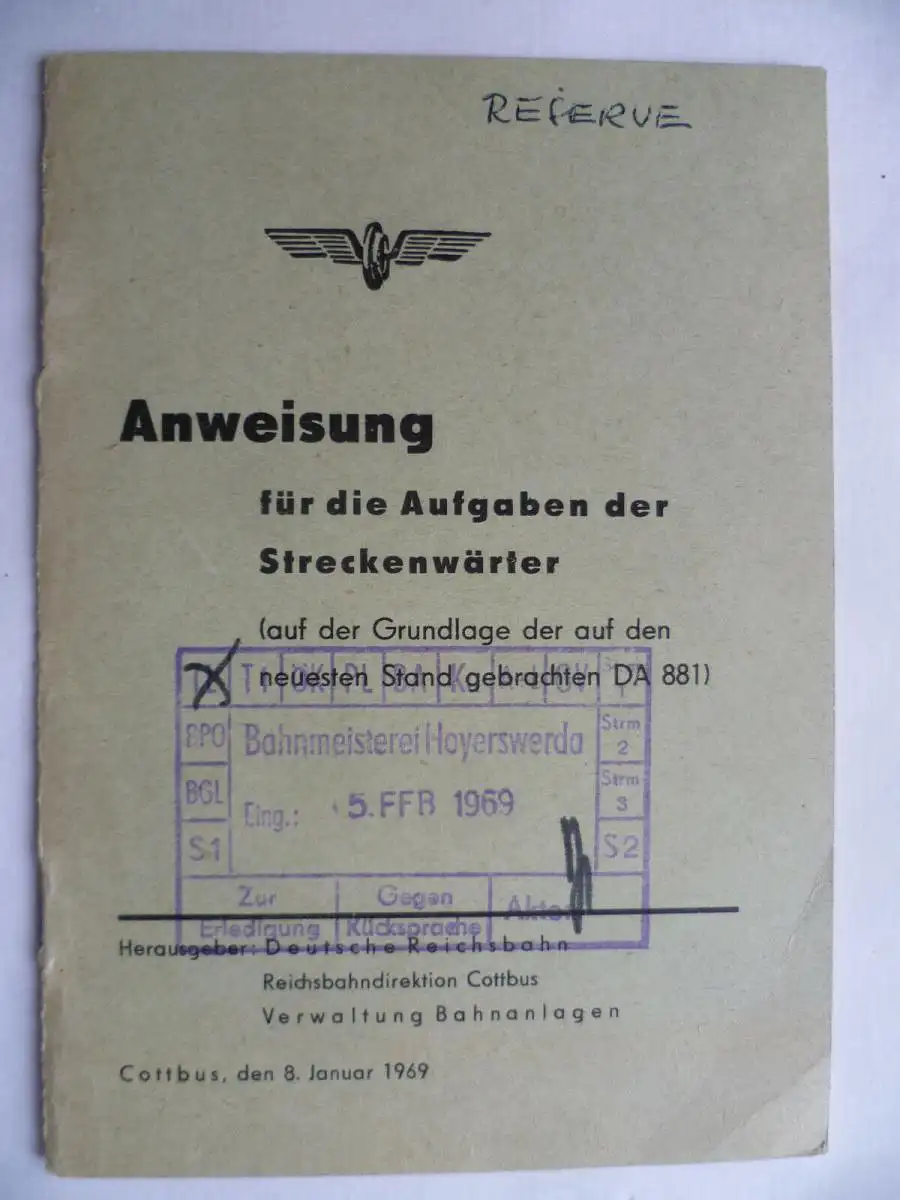 REserve
Anweisung
für die Aufgaben der
Streckenwärter
(auf der Grundlage der auf den
neuesten Stand gebrachten DA 881)
BPO
Bahnmeisterei Hoyerswerda
Strm 2
BGL
Eing.: 5. FEB 1969
Strm 3
S1
S2
Zur Erledigung
Gegen Rücksprache
Akten
Herausgeber: Deutsche Reichsbahn
Reichsbahndirektion Cottbus
Verwaltung Bahnanlagen
Cottbus, den 8. Januar 1969